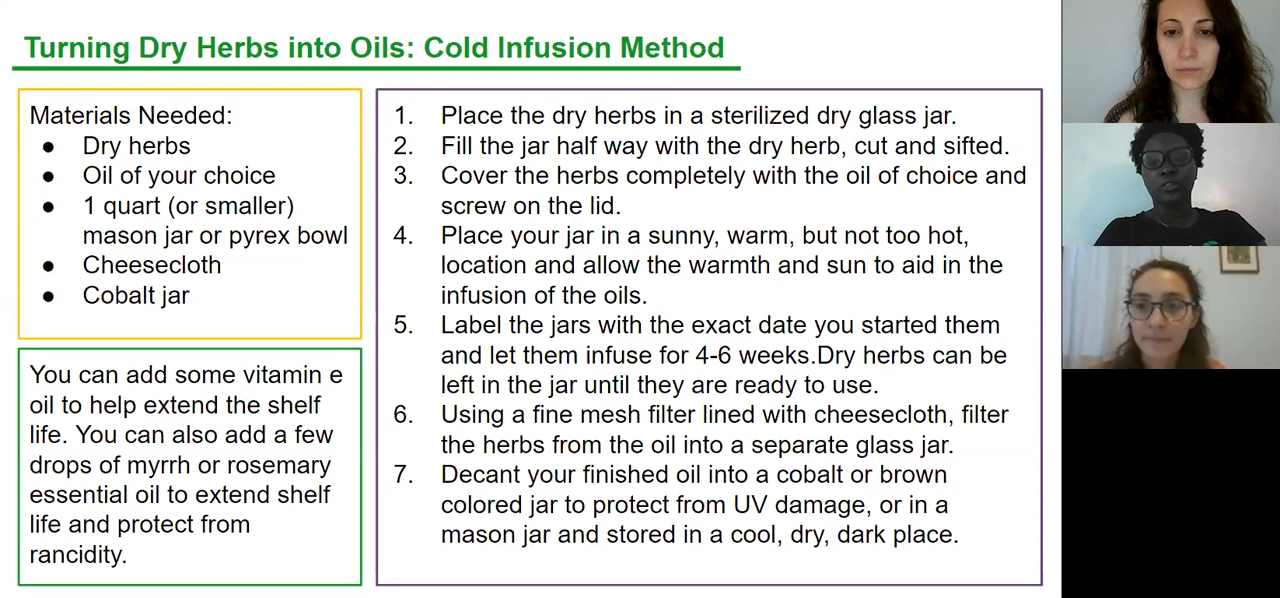 Turning Dry Herbs into Oils: Cold Infusion Method
Materials Needed:
● Dry herbs
● Oil of your choice
● 1 quart (or smaller)
mason jar or pyrex bowl
● Cheesecloth
● Cobalt jar
You can add some vitamin e
oil to help extend the shelf
life. You can also add a few
drops of myrrh or rosemary
essential oil to extend shelf
life and protect from
rancidity.
1. Place the dry herbs in a sterilized dry glass jar.
2. Fill the jar half way with the dry herb, cut and sifted.
3. Cover the herbs completely with the oil of choice and
screw on the lid.
4. Place your jar in a sunny, warm, but not too hot,
location and allow the warmth and sun to aid in the
infusion of the oils.
5. Label the jars with the exact date you started them
and let them infuse for 4-6 weeks.Dry herbs can be
left in the jar until they are ready to use.
6. Using a fine mesh filter lined with cheesecloth, filter
the herbs from the oil into a separate glass jar.
7. Decant your finished oil into a cobalt or brown
colored jar to protect from UV damage, or in a
mason jar and stored in a cool, dry, dark place.